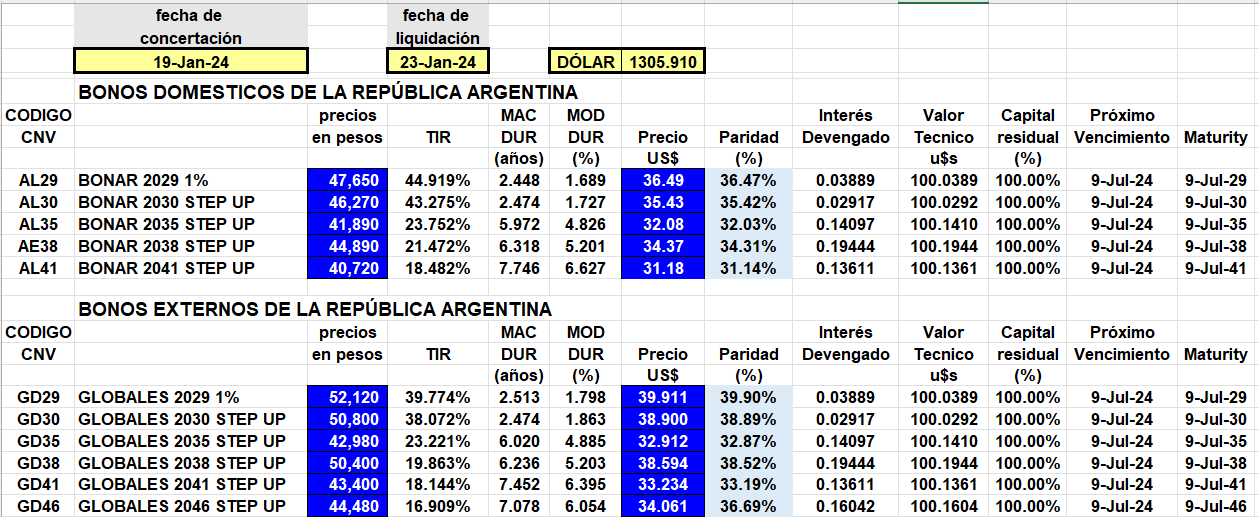 fecha de fecha de
concertación liquidación
19-Jan-24 23-Jan-24 DÓLAR 1305.910
BONOS DOMESTICOS DE LA REPÚBLICA ARGENTINA
CODIGO precios MAC MOD Interés Valor Capital Próximo
CNV en pesos TIR DUR DUR Precio Paridad Devengado Tecnico residual Vencimiento Maturity
(años) (%) US$ (%) u$s (%)
AL29 BONAR 2029 1% 47,650 44.919% 2.448 1.689 36.49 36.47% 0.03889 100.0389 100.00% 9-Jul-24 9-Jul-29
AL30 BONAR 2030 STEP UP 46,270 43.275% 2.474 1.727 35.43 35.42% 0.02917 100.0292 100.00% 9-Jul-24 9-Jul-30
AL35 BONAR 2035 STEP UP 41,890 23.752% 5.972 4.826 32.08 32.03% 0.14097 100.1410 100.00% 9-Jul-24 9-Jul-35
AE38 BONAR 2038 STEP UP 44,890 21.472% 6.318 5.201 34.37 34.31% 0.19444 100.1944 100.00% 9-Jul-24 9-Jul-38
AL41 BONAR 2041 STEP UP 40,720 18.482% 7.746 6.627 31.18 31.14% 0.13611 100.1361 100.00% 9-Jul-24 9-Jul-41
BONOS EXTERNOS DE LA REPÚBLICA ARGENTINA
CODIGO precios MAC MOD Interés Valor Capital Próximo
CNV en pesos TIR DUR DUR Precio Paridad Devengado Tecnico residual Vencimiento Maturity
(años) (%) US$ (%) u$s (%)
GD29 GLOBALES 2029 1% 52,120 39.774% 2.513 1.798 39.911 39.90% 0.03889 100.0389 100.00% 9-Jul-24 9-Jul-29
GD30 GLOBALES 2030 STEP UP 50,800 38.072% 2.474 1.863 38.900 38.89% 0.02917 100.0292 100.00% 9-Jul-24 9-Jul-30
GD35 GLOBALES 2035 STEP UP 42,980 23.221% 6.020 4.885 32.912 32.87% 0.14097 100.1410 100.00% 9-Jul-24 9-Jul-35
GD38 GLOBALES 2038 STEP UP 50,400 19.863% 6.236 5.203 38.594 38.52% 0.19444 100.1944 100.00% 9-Jul-24 9-Jul-38
GD41 GLOBALES 2041 STEP UP 43,400 18.144% 7.452 6.395 33.234 33.19% 0.13611 100.1361 100.00% 9-Jul-24 9-Jul-41
GD46 GLOBALES 2046 STEP UP 44,480 16.909% 7.078 6.054 34.061 36.69% 0.16042 100.1604 100.00% 9-Jul-24 9-Jul-46